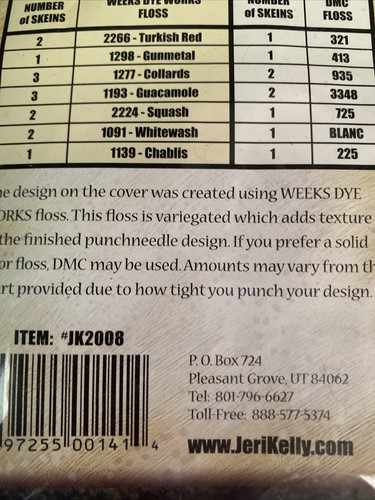 NUMBER of SKEINS WEEKS DYE WORKS FLOSS NUMBER of SKEINS DMC FLOSS
2 2266 - Turkish Red 1 321
1 1298 - Gunmetal 1 413
3 1277 - Collards 2 935
3 1193 - Guacamole 2 3348
2 2224 - Squash 1 725
2 1091 - Whitewash 1 BLANC
1 1139 - Chablis 1 225
e design on the cover was created using WEEKS DYE
ORKS floss. This floss is variegated which adds texture
the finished punchneedle design. If you prefer a solid
or floss, DMC may be used. Amounts may vary from th
rt provided due to how tight you punch your design.
ITEM: #JK2008
97255 00141 4
P. O. Box 724
Pleasant Grove, UT 84062
Tel: 801-796-6627
Toll-Free: 888-577-5374
www.JeriKelly.com